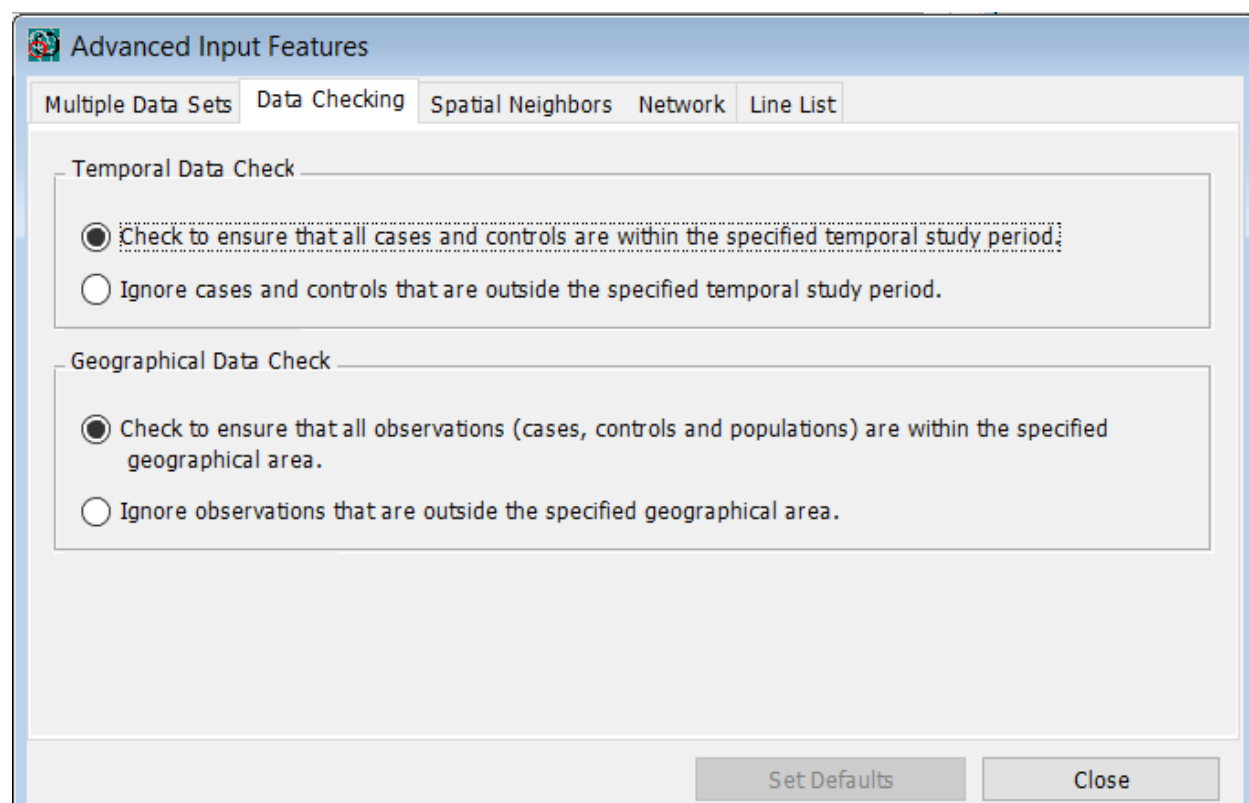 Advanced Input Features
Multiple Data Sets Data Checking Spatial Neighbors Network Line List
Temporal Data Check
Check to ensure that all cases and controls are within the specified temporal study period.
Ignore cases and controls that are outside the specified temporal study period.
Geographical Data Check
Check to ensure that all observations (cases, controls and populations) are within the specified
geographical area.
Ignore observations that are outside the specified geographical area.
Set Defaults Close